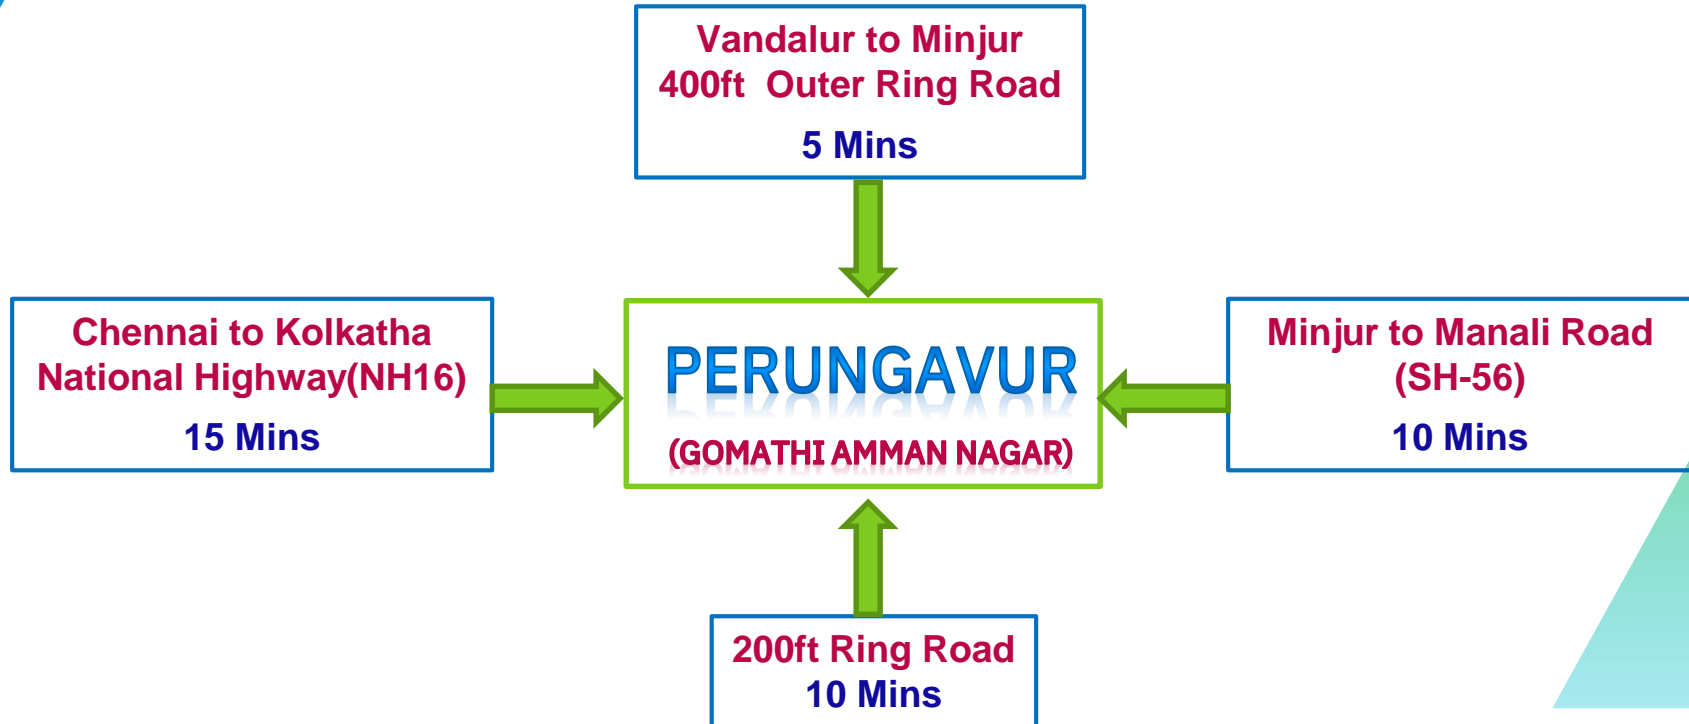 Vandalur to Minjur
400ft Outer Ring Road
5 Mins
Chennai to Kolkatha
National Highway(NH16)
15 Mins
PERUNGAVUR
(GOMATHI AMMAN NAGAR)
Minjur to Manali Road
(SH-56)
10 Mins
200ft Ring Road
10 Mins